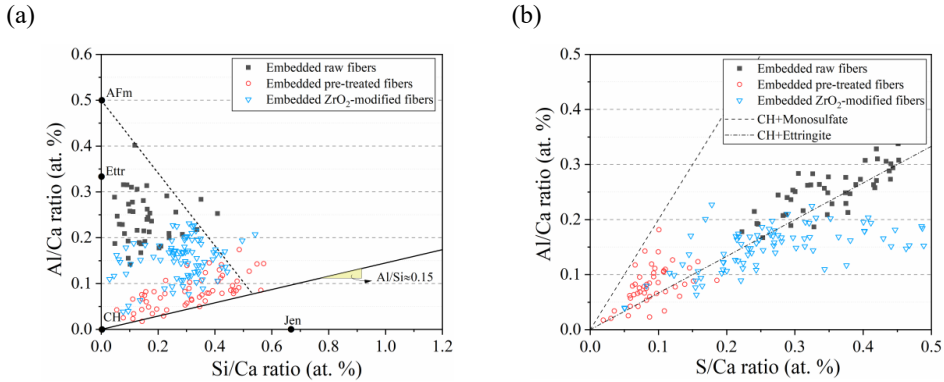 (a)
(b)
0.6
0.5
0.4
0.3
0.2
0.1
0.0
Al/Ca ratio (at. %)
AFm
Ettr
CH
Jen
Embedded raw fibers
Embedded pre-treated fibers
Embedded ZrO₂-modified fibers
Al/Si≈0.15
0.0 0.2 0.4 0.6 0.8 1.0 1.2
Si/Ca ratio (at. %)
0.5
0.4
0.3
0.2
0.1
0.0
Al/Ca ratio (at. %)
Embedded raw fibers
Embedded pre-treated fibers
Embedded ZrO₂-modified fibers
CH+Monosulfate
CH+Ettringite
0.0 0.1 0.2 0.3 0.4 0.5
S/Ca ratio (at. %)